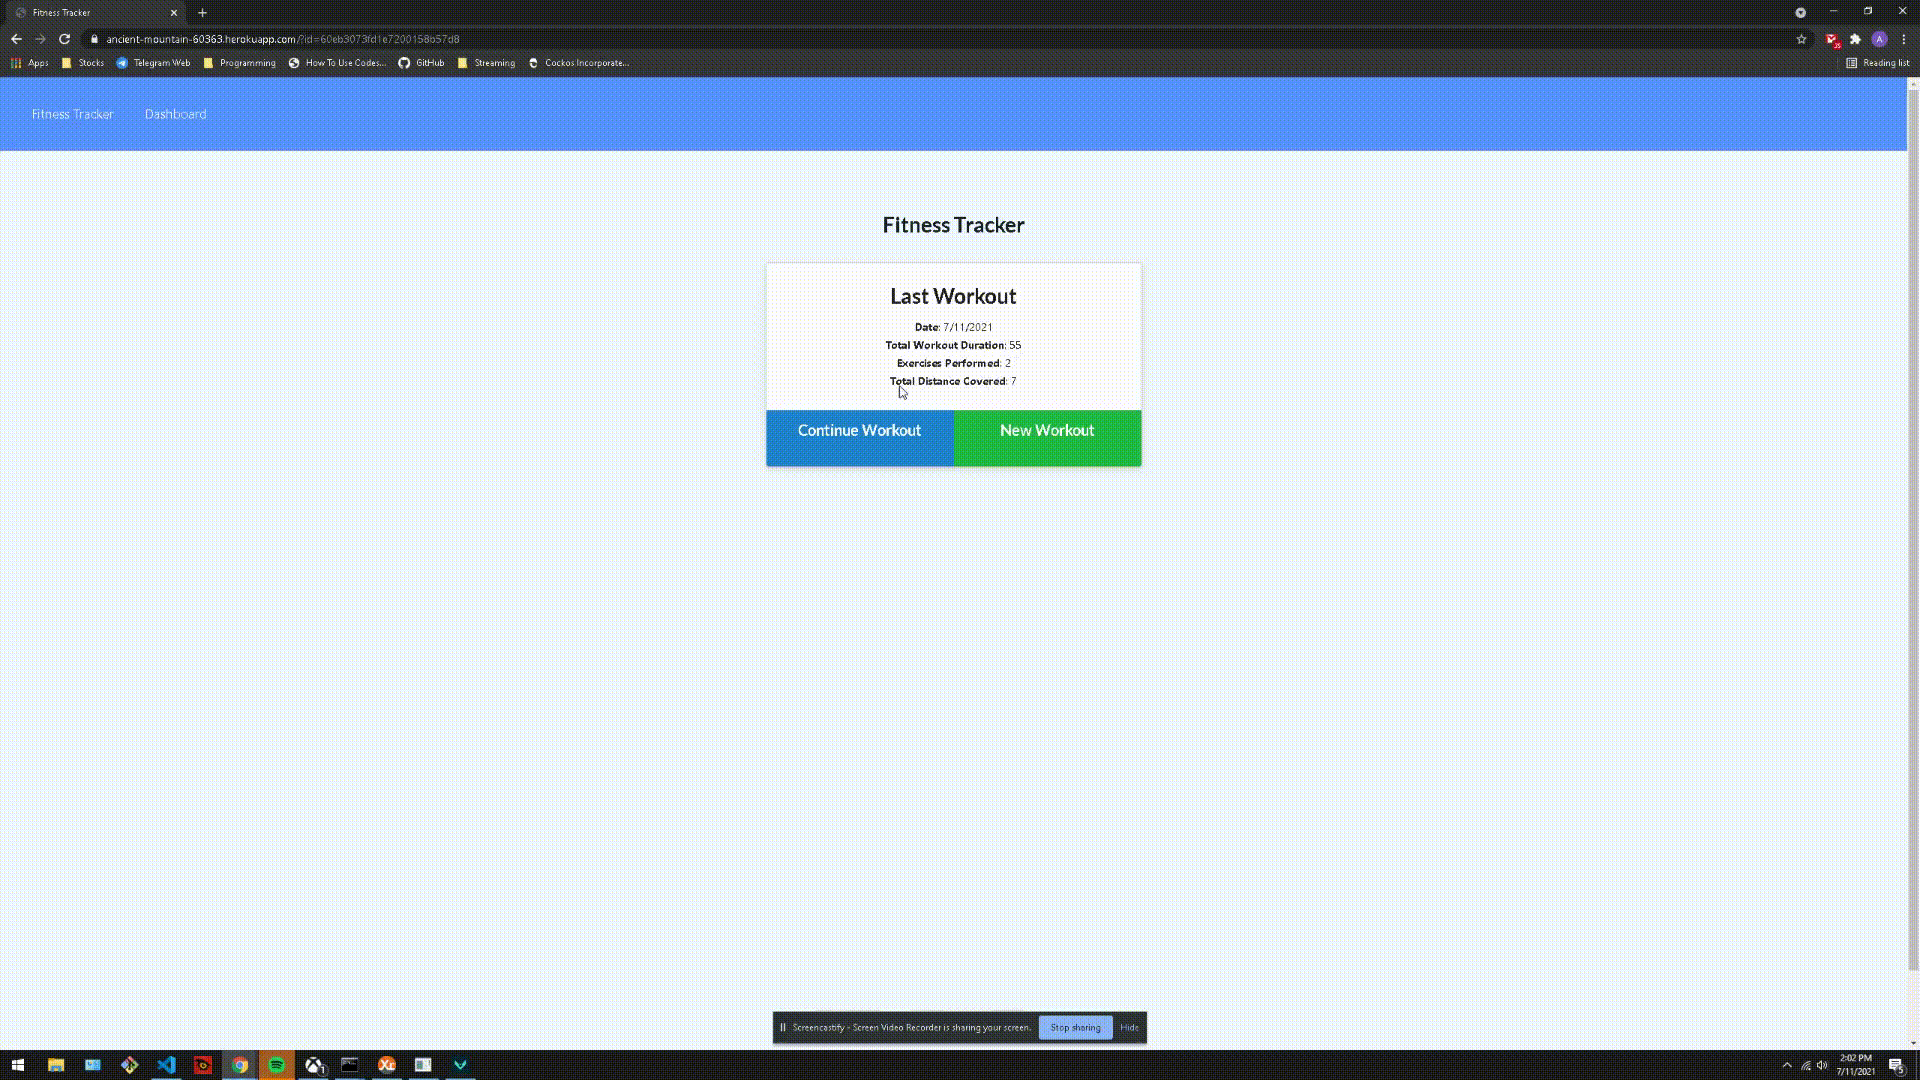 Fitness Tracker
ancient-mountain-60363.herokuapp.com/?id=60eb3073fd1e7200158b57d8
Apps Stocks Telegram Web Programming How To Use Codes... GitHub Streaming Cockos Incorporate... Reading list
Fitness Tracker Dashboard
Fitness Tracker
Last Workout
Date: 7/11/2021
Total Workout Duration: 55
Exercises Performed: 2
Total Distance Covered: 7
Continue Workout New Workout
Screencastify - Screen Video Recorder is sharing your screen. Stop sharing Hide
2:02 PM
7/11/2021